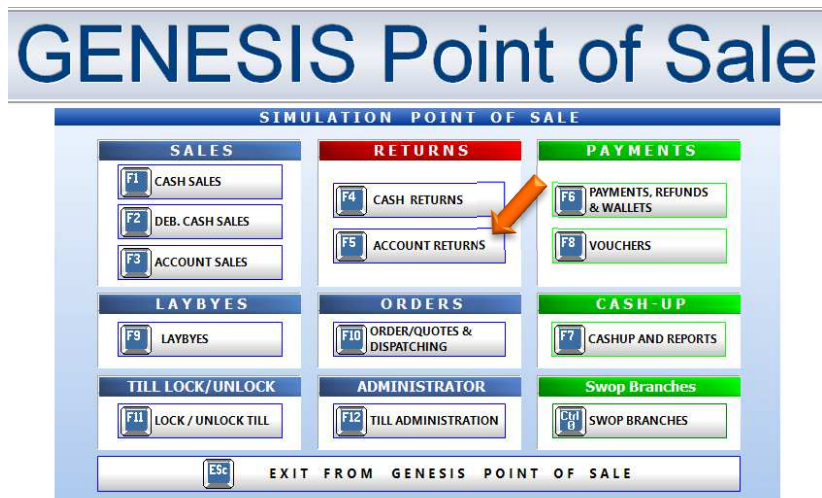 GENESIS Point of Sale
SIMULATION POINT OF SALE
SALES
F1 CASH SALES
F2 DEB. CASH SALES
F3 ACCOUNT SALES
RETURNS
F4 CASH RETURNS
F5 ACCOUNT RETURNS
PAYMENTS
F6 PAYMENTS, REFUNDS
& WALLETS
F8 VOUCHERS
LAYBYES
F9 LAYBYES
ORDERS
F10 ORDER/QUOTES &
DISPATCHING
CASH-UP
F7 CASHUP AND REPORTS
TILL LOCK/UNLOCK
F11 LOCK / UNLOCK TILL
ADMINISTRATOR
F12 TILL ADMINISTRATION
Swop Branches
Ctrl
0 SWOP BRANCHES
ESc EXIT FROM GENESIS POINT OF SALE